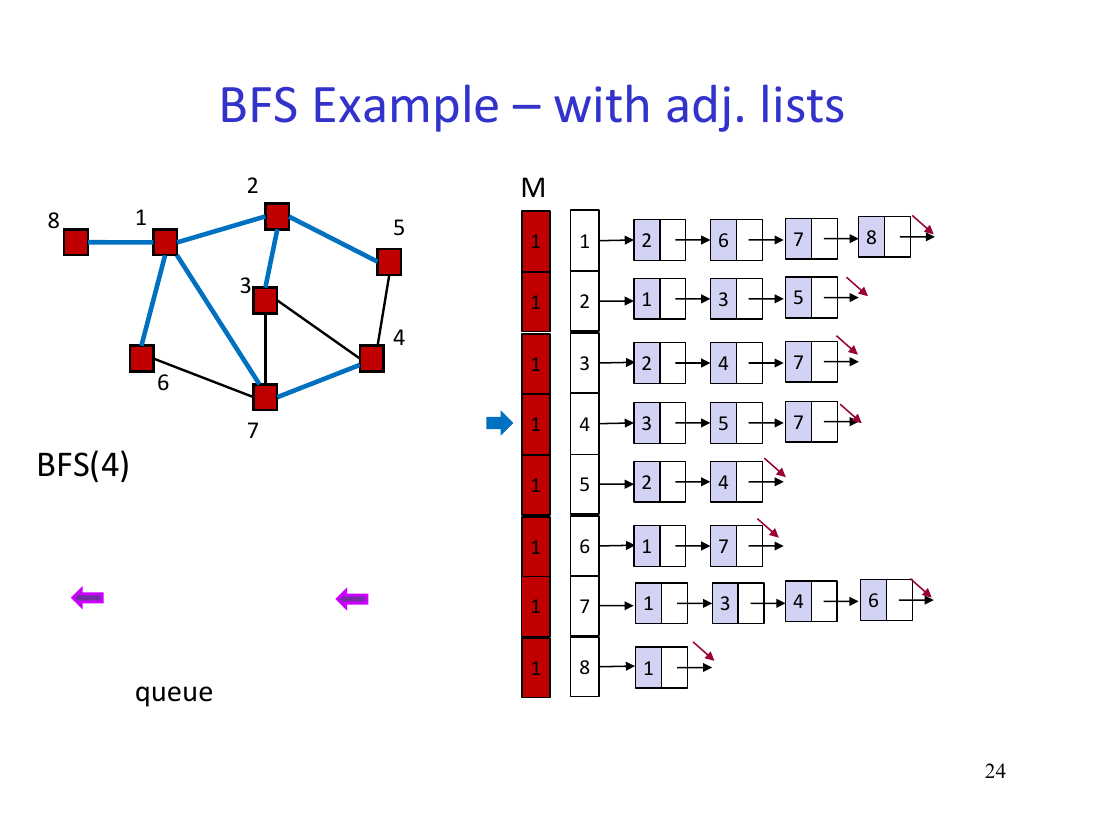 BFS Example – with adj. lists
2
8
1
5
3
4
6
7
BFS(4)
queue
M
1 1 2 6 7 8
1 2 1 3 5
1 3 2 4 7
1 4 3 5 7
1 5 2 4
1 6 1 7
1 7 1 3 4 6
1 8 1
24